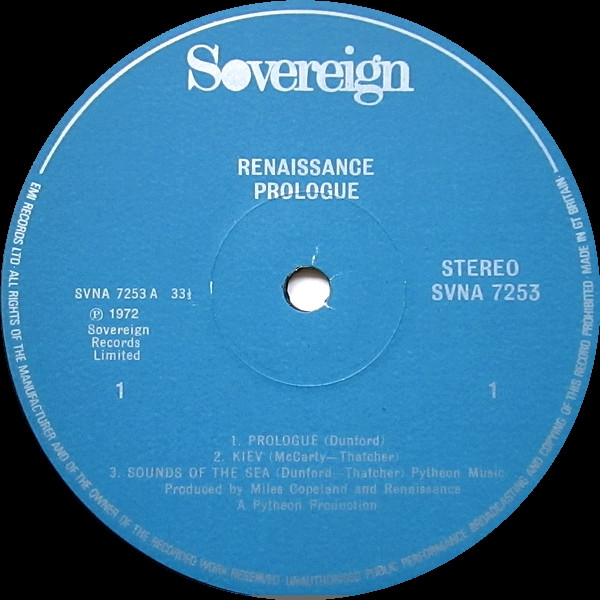 Sovereign
RENAISSANCE
PROLOGUE
STEREO
SVNA 7253
SVNA 7253 A 33⅓
Ⓟ 1972
Sovereign
Records
Limited
1
1
1. PROLOGUE (Dunford)
2. KIEV (McCarty—Thatcher)
3. SOUNDS OF THE SEA (Dunford—Thatcher) Pytheon Music
Produced by Miles Copeland and Renaissance
A Pytheon Production
EMI RECORDS LTD·ALL RIGHTS OF THE MANUFACTURER AND OF THE OWNER OF THE RECORDED WORK RESERVED·UNAUTHORISED PUBLIC PERFORMANCE BROADCASTING AND COPYING OF THIS RECORD PROHIBITED MADE IN GT BRITAIN·